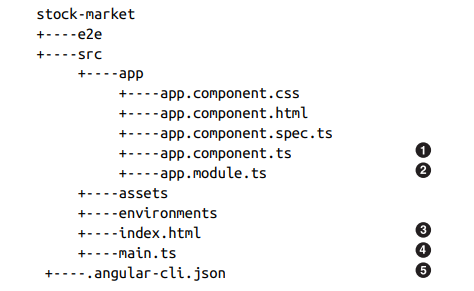 stock-market
+----e2e
+----src
     +----app
          +----app.component.css
          +----app.component.html
          +----app.component.spec.ts
          +----app.component.ts ❶
          +----app.module.ts ❷
     +----assets
     +----environments
     +----index.html ❸
     +----main.ts ❹
 +----.angular-cli.json ❺